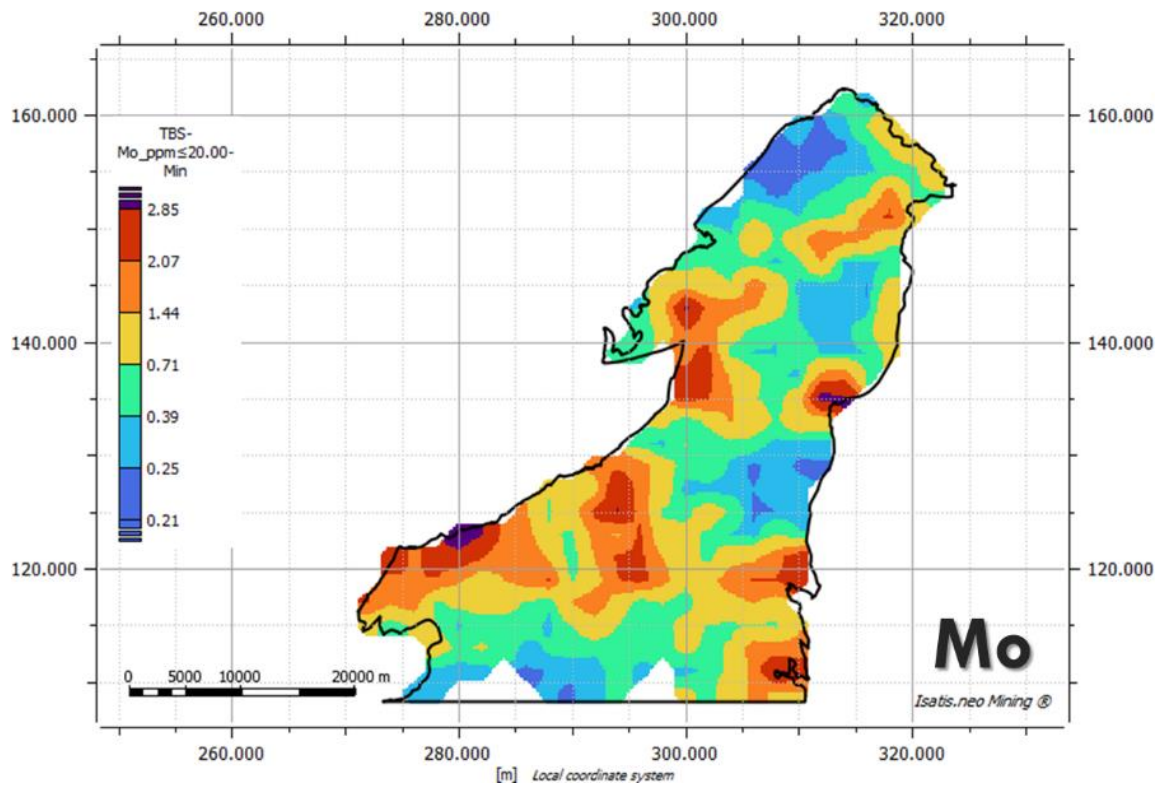 260.000 280.000 300.000 320.000
160.000 160.000
TBS-
Mo_ppm≤20.00-
Min
2.85
2.07
1.44
0.71
0.39
0.25
0.21
140.000 140.000
120.000 120.000
0 5000 10000 20000 m
Mo
Isatis.neo Mining ®
260.000 280.000 300.000 320.000
[m] Local coordinate system